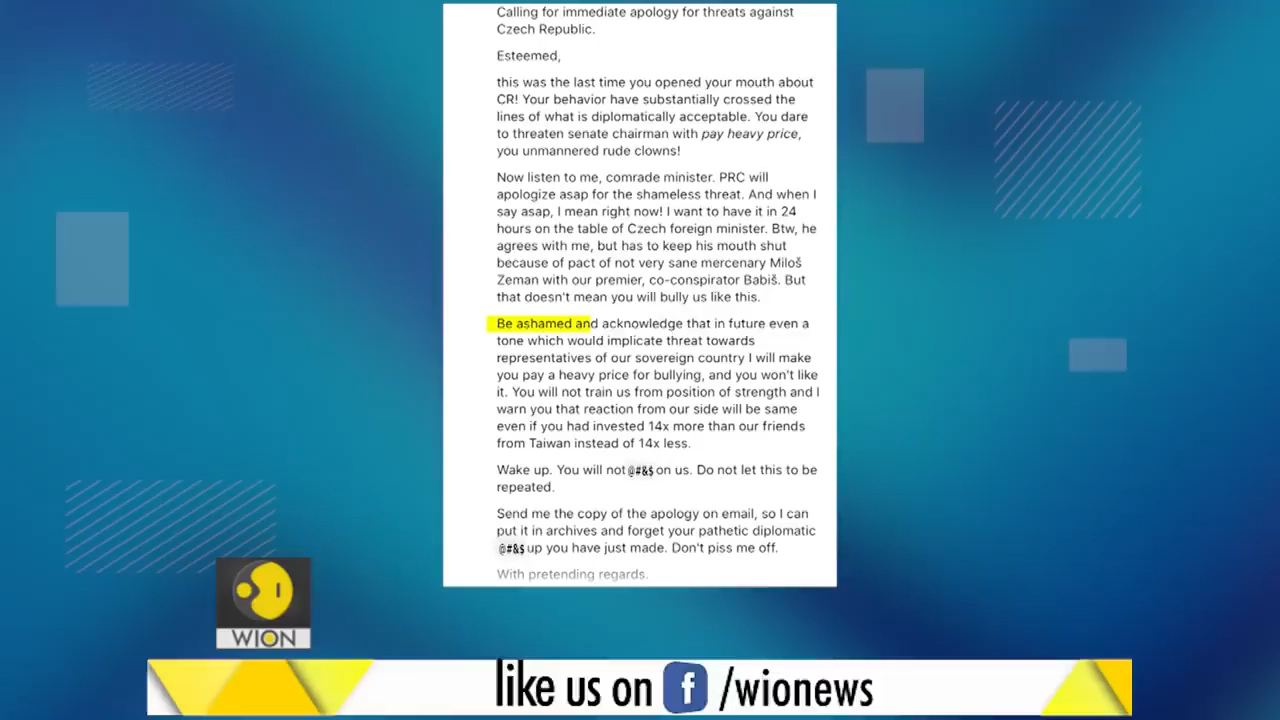 Calling for immediate apology for threats against
Czech Republic.
Esteemed,
this was the last time you opened your mouth about
CR! Your behavior have substantially crossed the
lines of what is diplomatically acceptable. You dare
to threaten senate chairman with pay heavy price,
you unmannered rude clowns!
Now listen to me, comrade minister. PRC will
apologize asap for the shameless threat. And when I
say asap, I mean right now! I want to have it in 24
hours on the table of Czech foreign minister. Btw, he
agrees with me, but has to keep his mouth shut
because of pact of not very sane mercenary Miloš
Zeman with our premier, co-conspirator Babiš. But
that doesn't mean you will bully us like this.
Be ashamed and acknowledge that in future even a
tone which would implicate threat towards
representatives of our sovereign country I will make
you pay a heavy price for bullying, and you won't like
it. You will not train us from position of strength and I
warn you that reaction from our side will be same
even if you had invested 14x more than our friends
from Taiwan instead of 14x less.
Wake up. You will not @#&$ on us. Do not let this to be
repeated.
Send me the copy of the apology on email, so I can
put it in archives and forget your pathetic diplomatic
@#&$ up you have just made. Don't piss me off.
With pretending regards.
WION
like us on f /wionews